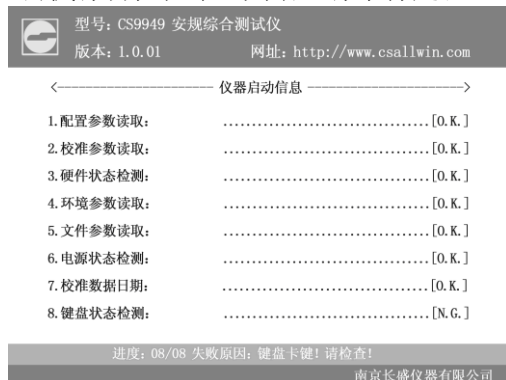 型号: CS9949 安规综合测试仪
版本: 1.0.01 网址: http://www.csallwin.com
<---------------------- 仪器启动信息 ---------------------->
1.配置参数读取: ....................................[O.K.]
2.校准参数读取: ....................................[O.K.]
3.硬件状态检测: ....................................[O.K.]
4.环境参数读取: ....................................[O.K.]
5.文件参数读取: ....................................[O.K.]
6.电源状态检测: ....................................[O.K.]
7.校准数据日期: ....................................[O.K.]
8.键盘状态检测: ....................................[N.G.]
进度: 08/08 失败原因: 键盘卡键! 请检查!
南京长盛仪器有限公司